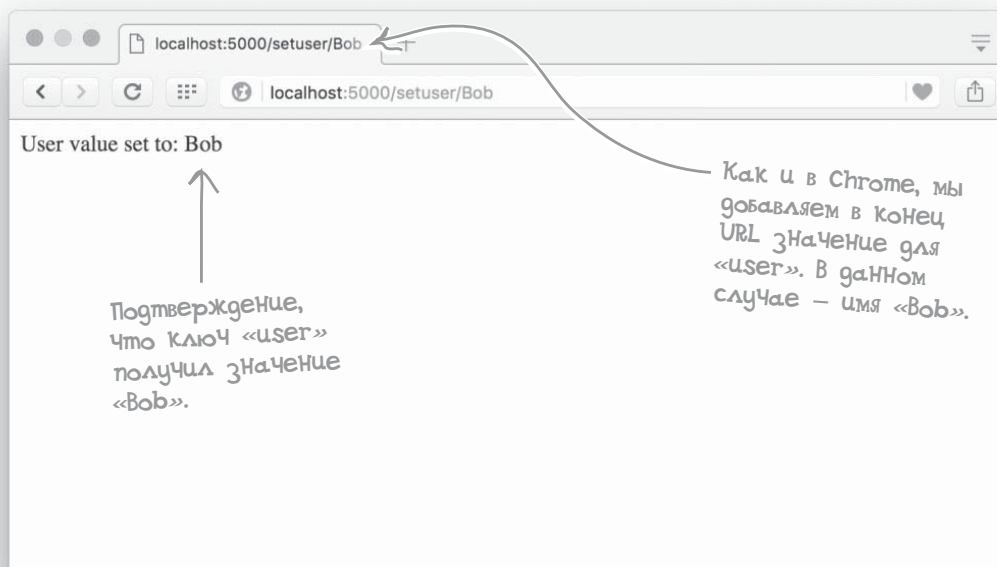 localhost:5000/setuser/Bob
localhost:5000/setuser/Bob
User value set to: Bob
Как и в Chrome, мы
добавляем в конец
URL значение для
«user». В данном
случае — имя «Bob».
Подтверждение,
что ключ «user»
получил значение
«Bob».